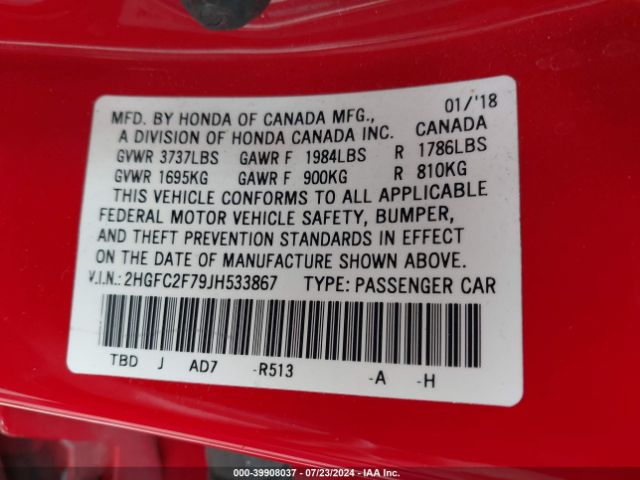 01/'18
MFD. BY HONDA OF CANADA MFG.,
A DIVISION OF HONDA CANADA INC. CANADA
GVWR 3737LBS GAWR F 1984LBS R 1786LBS
GVWR 1695KG GAWR F 900KG R 810KG
THIS VEHICLE CONFORMS TO ALL APPLICABLE
FEDERAL MOTOR VEHICLE SAFETY, BUMPER,
AND THEFT PREVENTION STANDARDS IN EFFECT
ON THE DATE OF MANUFACTURE SHOWN ABOVE.
V.I.N.: 2HGFC2F79JH533867 TYPE: PASSENGER CAR
TBD J AD7 -R513 -A -H
000-39908037 - 07/23/2024 - IAA Inc.